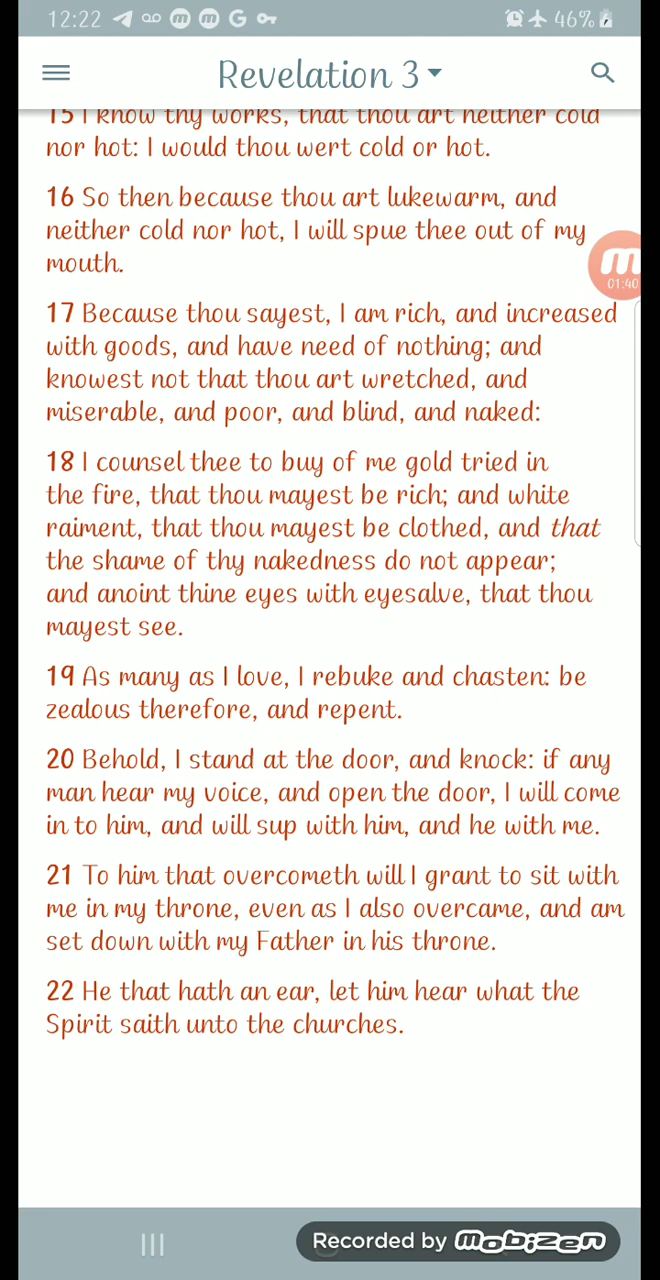 12:22 m m G 46%
Revelation 3
15 I know thy works, that thou art neither cold
nor hot: I would thou wert cold or hot.
16 So then because thou art lukewarm, and
neither cold nor hot, I will spue thee out of my
mouth.
m
01:40
17 Because thou sayest, I am rich, and increased
with goods, and have need of nothing; and
knowest not that thou art wretched, and
miserable, and poor, and blind, and naked:
18 I counsel thee to buy of me gold tried in
the fire, that thou mayest be rich; and white
raiment, that thou mayest be clothed, and that
the shame of thy nakedness do not appear;
and anoint thine eyes with eyesalve, that thou
mayest see.
19 As many as I love, I rebuke and chasten: be
zealous therefore, and repent.
20 Behold, I stand at the door, and knock: if any
man hear my voice, and open the door, I will come
in to him, and will sup with him, and he with me.
21 To him that overcometh will I grant to sit with
me in my throne, even as I also overcame, and am
set down with my Father in his throne.
22 He that hath an ear, let him hear what the
Spirit saith unto the churches.
Recorded by mobizen